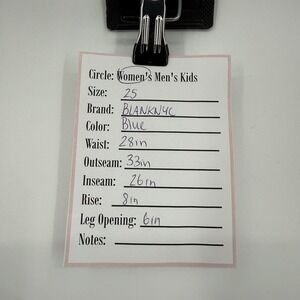 Circle: Women's Men's Kids
Size: 25
Brand: BLANKNYC
Color: Blue
Waist: 28in
Outseam: 33in
Inseam: 26in
Rise: 8in
Leg Opening: 6in
Notes: